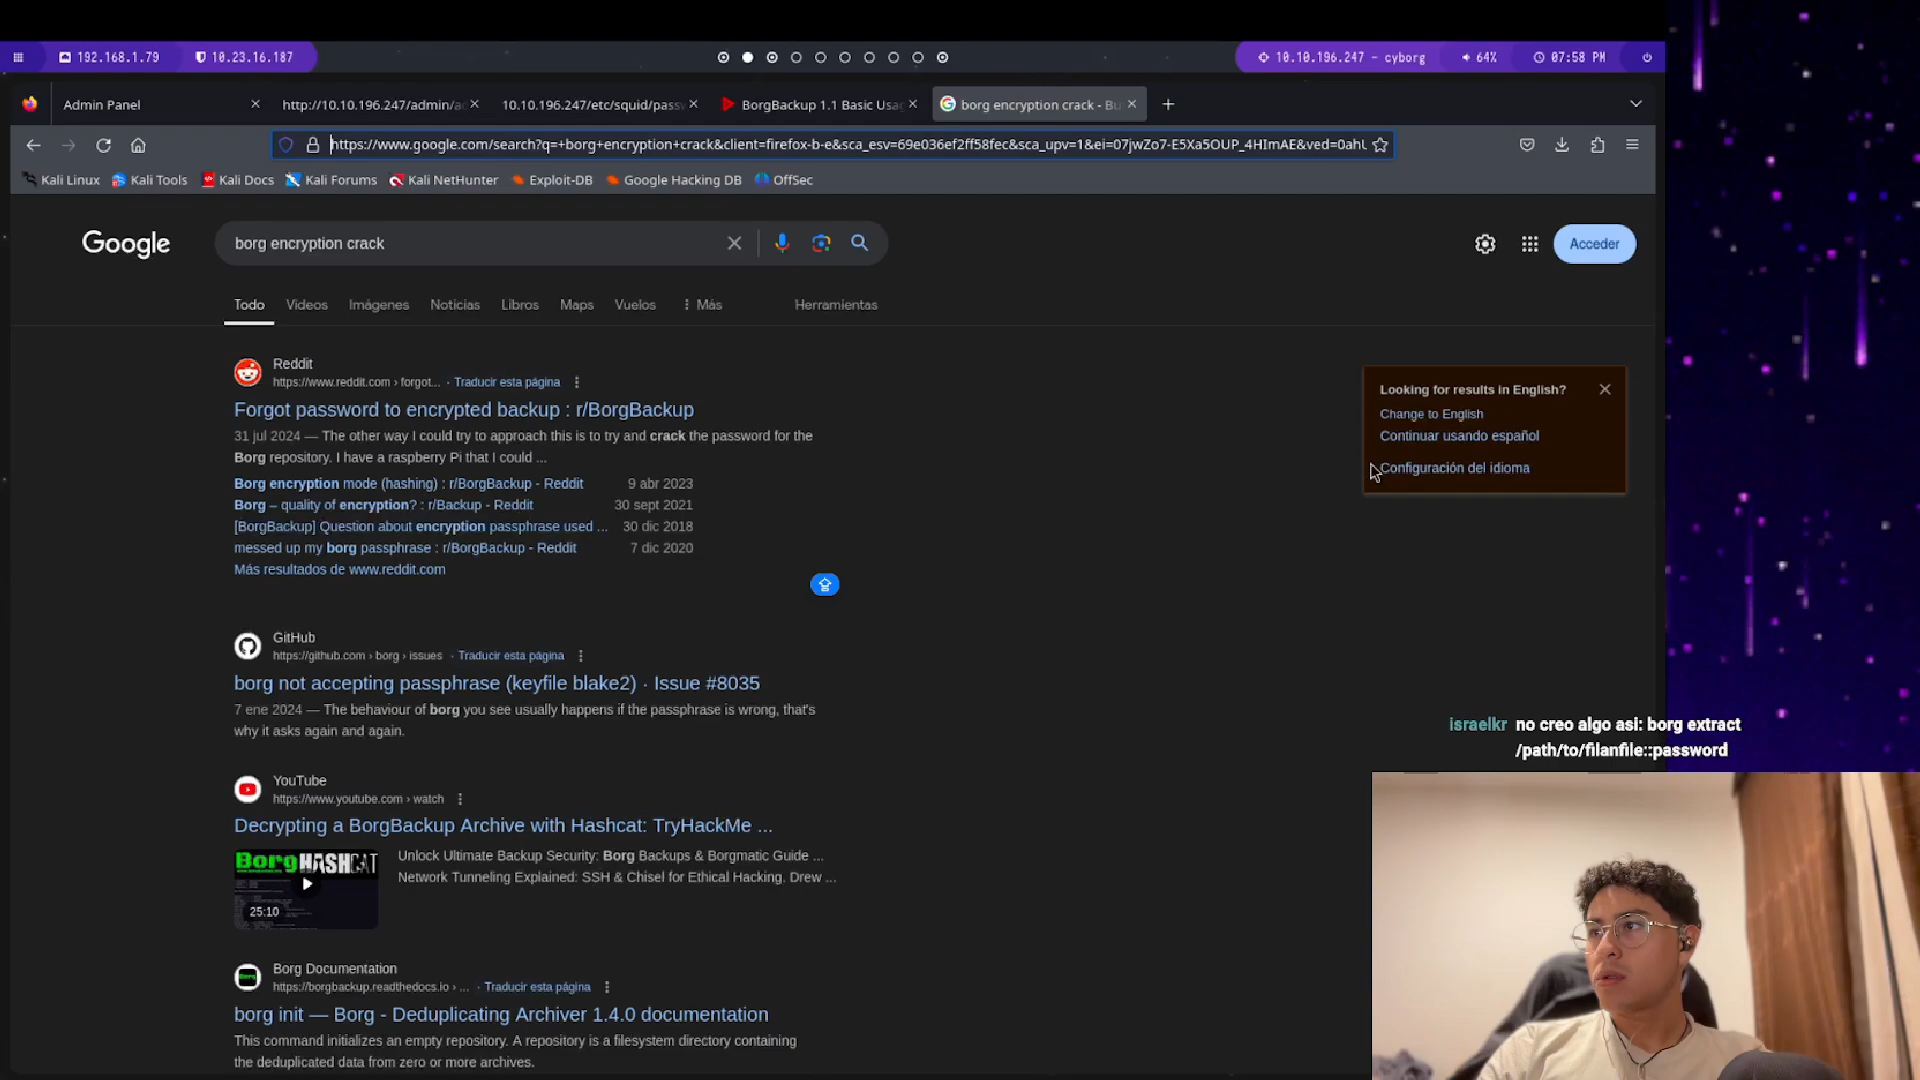 192.168.1.79
10.23.16.187
10.10.196.247 - cyborg
64%
07:58 PM
Admin Panel
http://10.10.196.247/admin/a
10.10.196.247/etc/squid/pass
BorgBackup 1.1 Basic Usa
borg encryption crack - Bu
https://www.google.com/search?q=+borg+encryption+crack&client=firefox-b-e&sca_esv=69e036ef2ff58fec&sca_upv=1&ei=07jwZo7-E5Xa5OUP_4HImAE&ved=0ahU
Kali Linux
Kali Tools
Kali Docs
Kali Forums
Kali NetHunter
Exploit-DB
Google Hacking DB
OffSec
Google
borg encryption crack
Acceder
Todo
Videos
Imágenes
Noticias
Libros
Maps
Vuelos
Más
Herramientas
Reddit
https://www.reddit.com › forgot... · Traducir esta página
Forgot password to encrypted backup : r/BorgBackup
31 jul 2024 — The other way I could try to approach this is to try and crack the password for the
Borg repository. I have a raspberry Pi that I could ...
Borg encryption mode (hashing) : r/BorgBackup - Reddit 9 abr 2023
Borg – quality of encryption? : r/Backup - Reddit 30 sept 2021
[BorgBackup] Question about encryption passphrase used ... 30 dic 2018
messed up my borg passphrase : r/BorgBackup - Reddit 7 dic 2020
Más resultados de www.reddit.com
Looking for results in English?
Change to English
Continuar usando español
Configuración del idioma
GitHub
https://github.com › borg › issues · Traducir esta página
borg not accepting passphrase (keyfile blake2) · Issue #8035
7 ene 2024 — The behaviour of borg you see usually happens if the passphrase is wrong, that's
why it asks again and again.
YouTube
https://www.youtube.com › watch
Decrypting a BorgBackup Archive with Hashcat: TryHackMe ...
Borg HASHCAT
25:10
Unlock Ultimate Backup Security: Borg Backups & Borgmatic Guide ...
Network Tunneling Explained: SSH & Chisel for Ethical Hacking. Drew ...
Borg Documentation
https://borgbackup.readthedocs.io › ... · Traducir esta página
borg init — Borg - Deduplicating Archiver 1.4.0 documentation
This command initializes an empty repository. A repository is a filesystem directory containing
the deduplicated data from zero or more archives.
israelkr no creo algo asi: borg extract
/path/to/filanfile::password